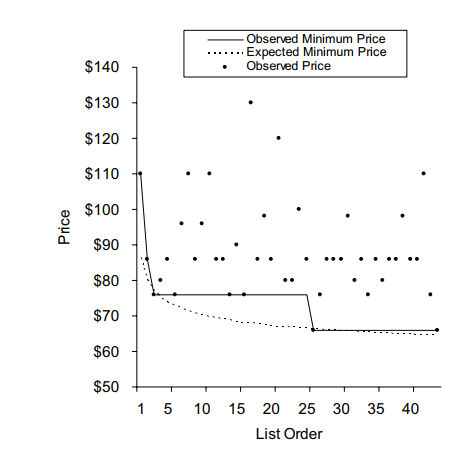 Observed Minimum Price
Expected Minimum Price
Observed Price
$140
$130
$120
$110
$100
$90
$80
$70
$60
$50
Price
1 5 10 15 20 25 30 35 40
List Order